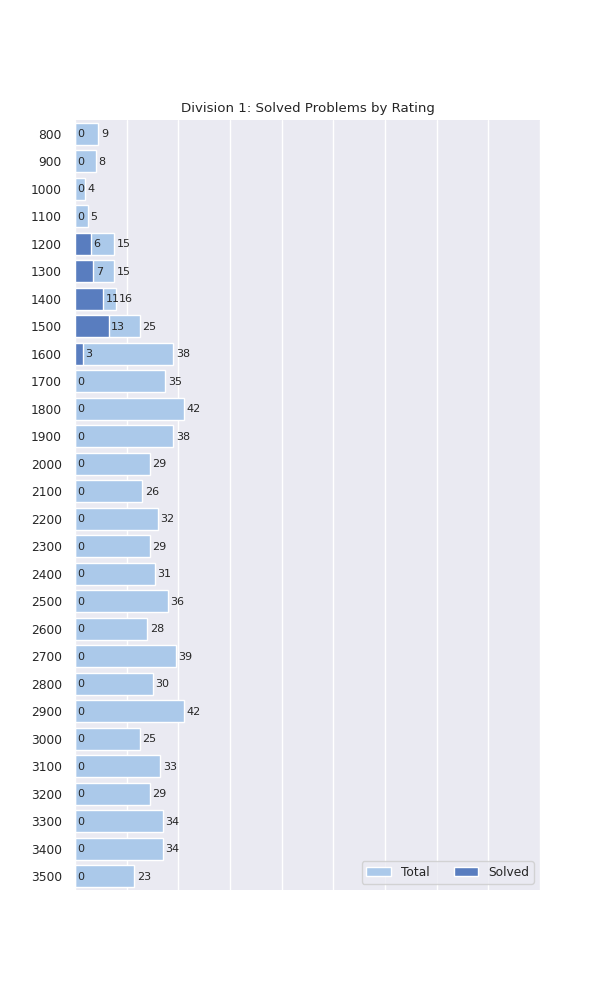 Division 1: Solved Problems by Rating
800 0 9
900 0 8
1000 0 4
1100 0 5
1200 6 15
1300 7 15
1400 11 16
1500 13 25
1600 3 38
1700 0 35
1800 0 42
1900 0 38
2000 0 29
2100 0 26
2200 0 32
2300 0 29
2400 0 31
2500 0 36
2600 0 28
2700 0 39
2800 0 30
2900 0 42
3000 0 25
3100 0 33
3200 0 29
3300 0 34
3400 0 34
3500 0 23
Total Solved